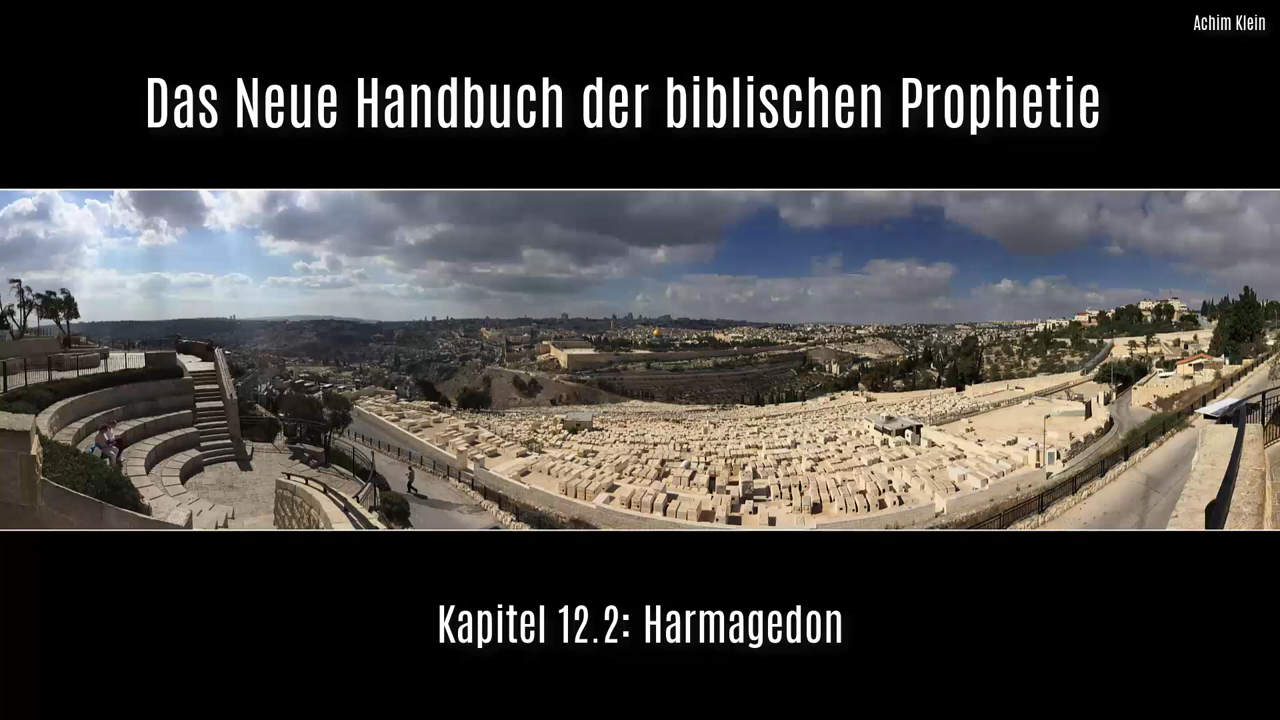 Achim Klein
Das Neue Handbuch der biblischen Prophetie
Kapitel 12.2: Harmagedon